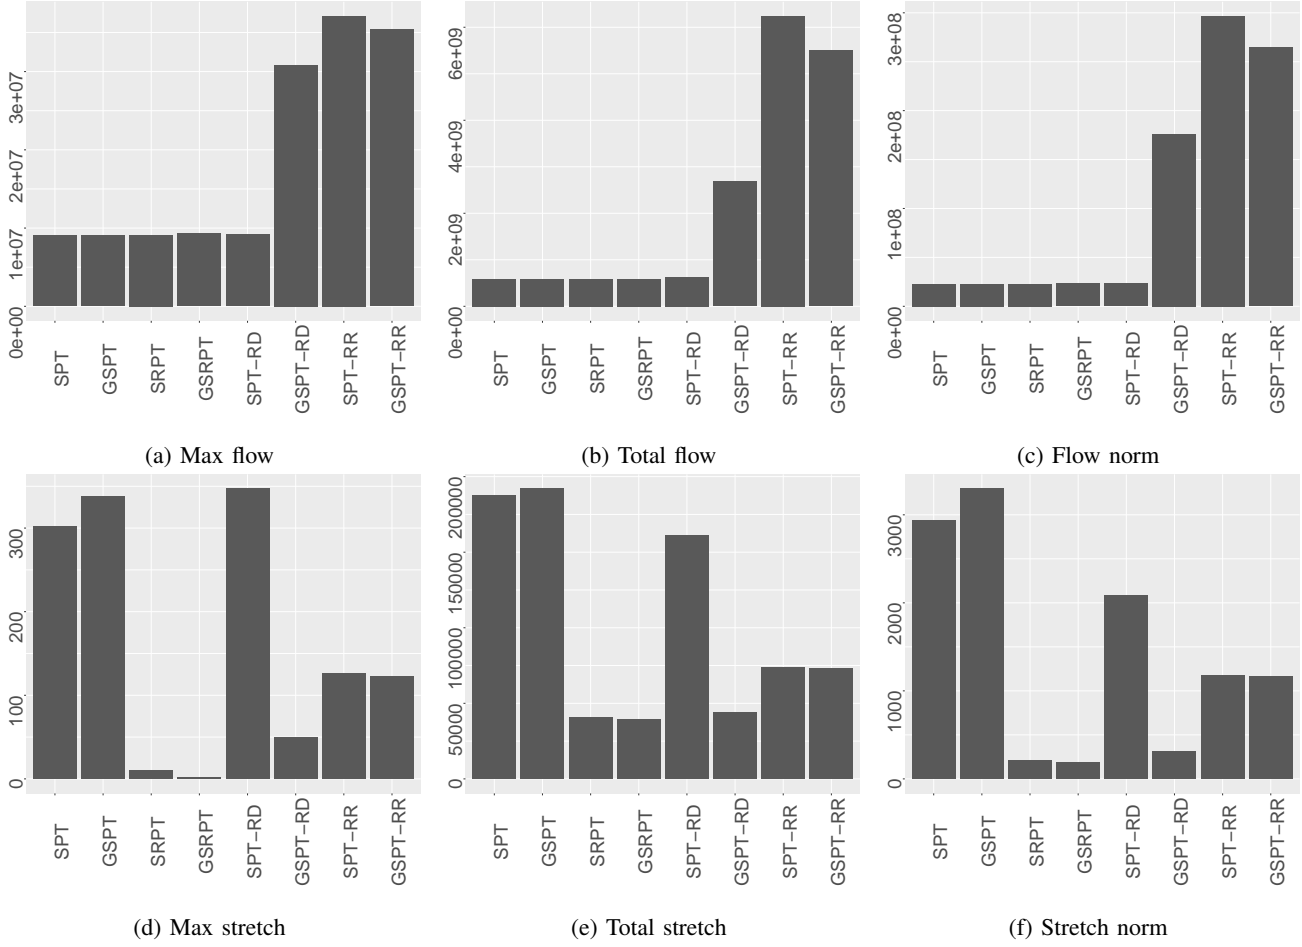 3e+07
2e+07
1e+07
0e+00
SPT
GSPT
SRPT
GSRPT
SPT-RD
GSPT-RD
SPT-RR
GSPT-RR
(a) Max flow
6e+09
4e+09
2e+09
0e+00
SPT
GSPT
SRPT
GSRPT
SPT-RD
GSPT-RD
SPT-RR
GSPT-RR
(b) Total flow
3e+08
2e+08
1e+08
0e+00
SPT
GSPT
SRPT
GSRPT
SPT-RD
GSPT-RD
SPT-RR
GSPT-RR
(c) Flow norm
300
200
100
0
SPT
GSPT
SRPT
GSRPT
SPT-RD
GSPT-RD
SPT-RR
GSPT-RR
(d) Max stretch
200000
150000
100000
50000
0
SPT
GSPT
SRPT
GSRPT
SPT-RD
GSPT-RD
SPT-RR
GSPT-RR
(e) Total stretch
3000
2000
1000
0
SPT
GSPT
SRPT
GSRPT
SPT-RD
GSPT-RD
SPT-RR
GSPT-RR
(f) Stretch norm